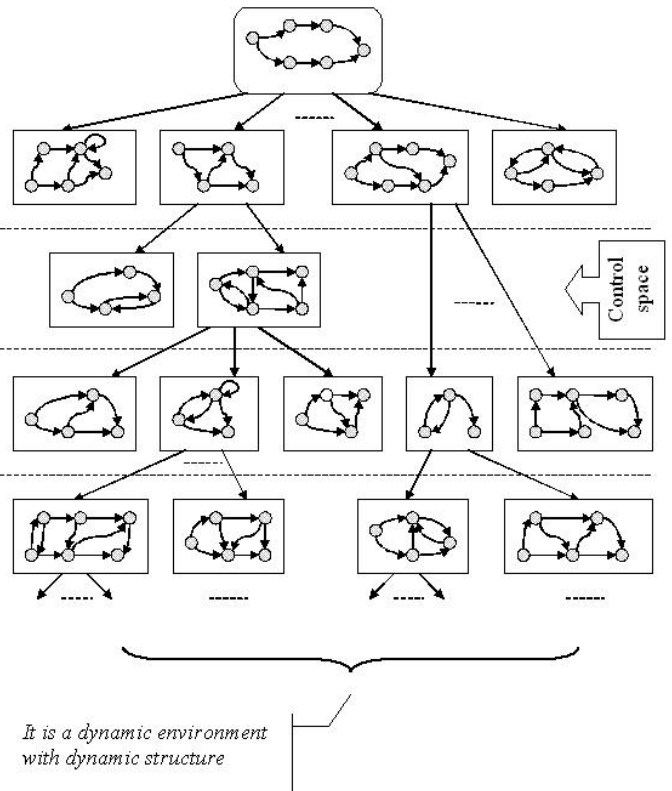 Control
space
It is a dynamic environment
with dynamic structure